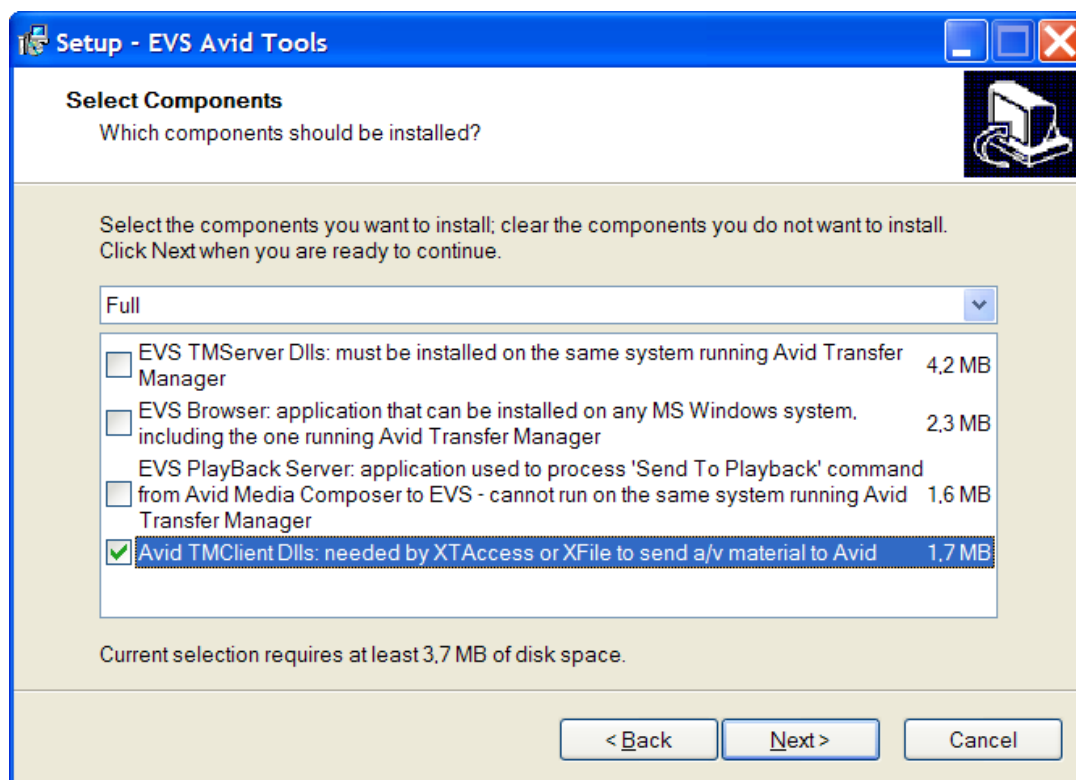 Setup - EVS Avid Tools
Select Components
Which components should be installed?
Select the components you want to install; clear the components you do not want to install.
Click Next when you are ready to continue.
Full
EVS TMServer Dlls: must be installed on the same system running Avid Transfer
Manager
4,2 MB
EVS Browser: application that can be installed on any MS Windows system,
including the one running Avid Transfer Manager
2,3 MB
EVS PlayBack Server: application used to process 'Send To Playback' command
from Avid Media Composer to EVS - cannot run on the same system running Avid
Transfer Manager
1,6 MB
Avid TMClient Dlls: needed by XTAccess or XFile to send a/v material to Avid
1,7 MB
Current selection requires at least 3,7 MB of disk space.
< Back
Next >
Cancel